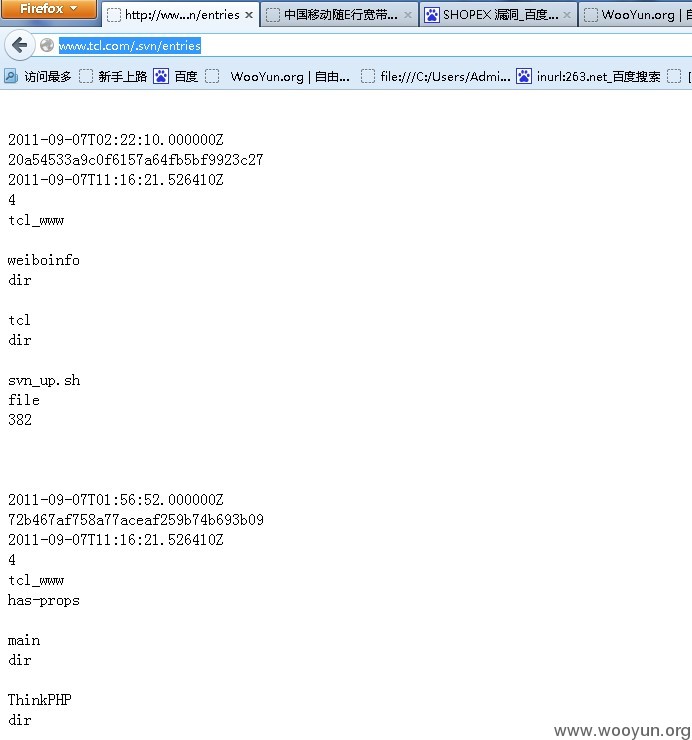 Firefox
http://ww...n/entries
中国移动随E行宽带...
SHOPEX 漏洞_百度...
WooYun.org | 自
www.tcl.com/.svn/entries
访问最多
新手上路
百度
WooYun.org | 自由...
file:///C:/Users/Admi...
inurl:263.net_百度搜索
2011-09-07T02:22:10.000000Z
20a54533a9c0f6157a64fb5bf9923c27
2011-09-07T11:16:21.526410Z
4
tcl_www
weiboinfo
dir
tcl
dir
svn_up.sh
file
382
2011-09-07T01:56:52.000000Z
72b467af758a77aceaf259b74b693b09
2011-09-07T11:16:21.526410Z
4
tcl_www
has-props
main
dir
ThinkPHP
dir
www.wooyun.org